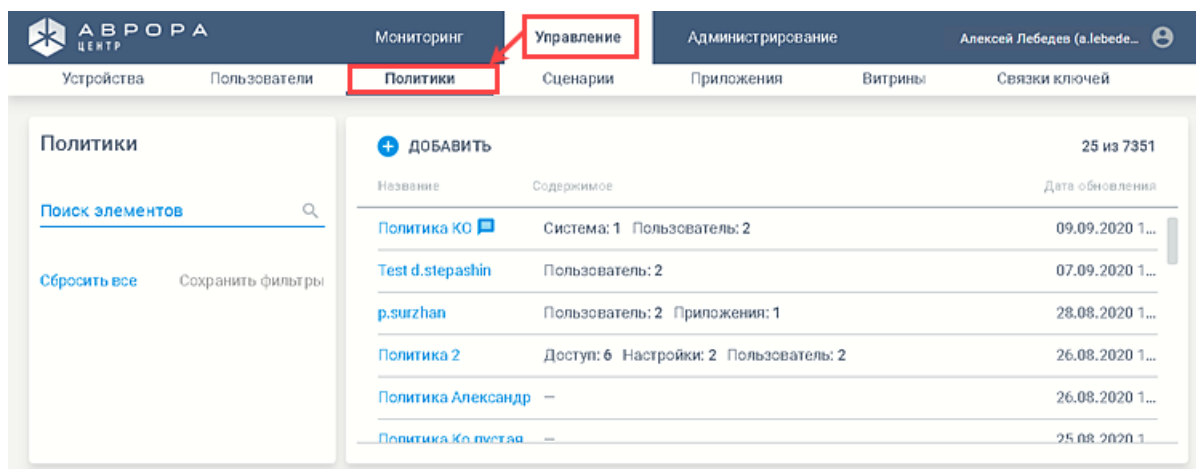 АВРОРА
ЦЕНТР
Мониторинг Управление Администрирование Алексей Лебедев (a.lebede...
Устройства Пользователи Политики Сценарии Приложения Витрины Связки ключей
Политики
Поиск элементов
Сбросить все Сохранить фильтры
ДОБАВИТЬ 25 из 7351
Название Содержимое Дата обновления
Политика КО Система: 1 Пользователь: 2 09.09.2020 1...
Test d.stepashin Пользователь: 2 07.09.2020 1...
p.surzhan Пользователь: 2 Приложения: 1 28.08.2020 1...
Политика 2 Доступ: 6 Настройки: 2 Пользователь: 2 26.08.2020 1...
Политика Александр — 26.08.2020 1...
Политика Ко пустая — 25.08.2020 1...